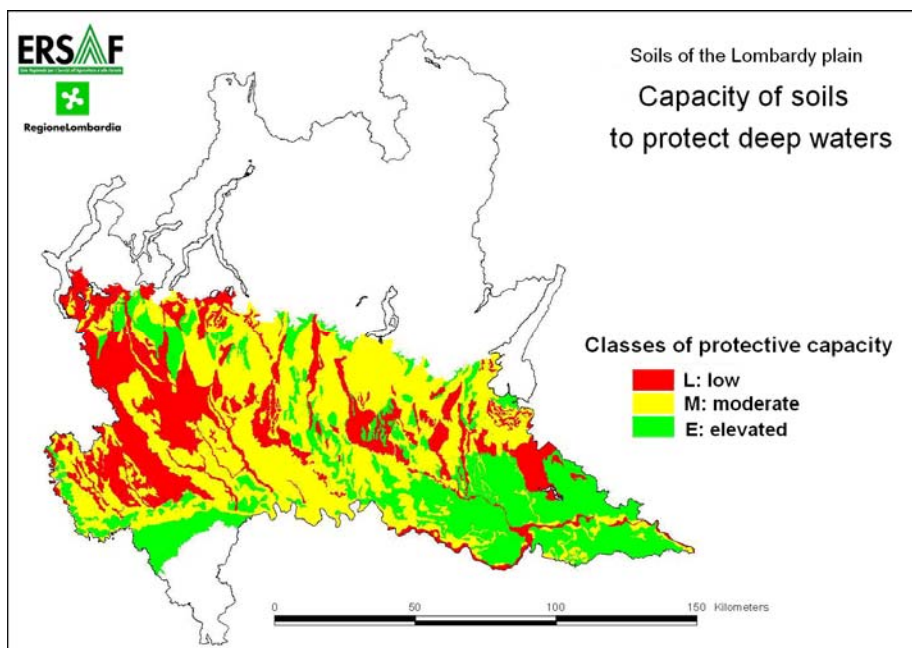 ERSAF
RegioneLombardia
Soils of the Lombardy plain
Capacity of soils
to protect deep waters
Classes of protective capacity
L: low
M: moderate
E: elevated
0 50 100 150 Kilometers